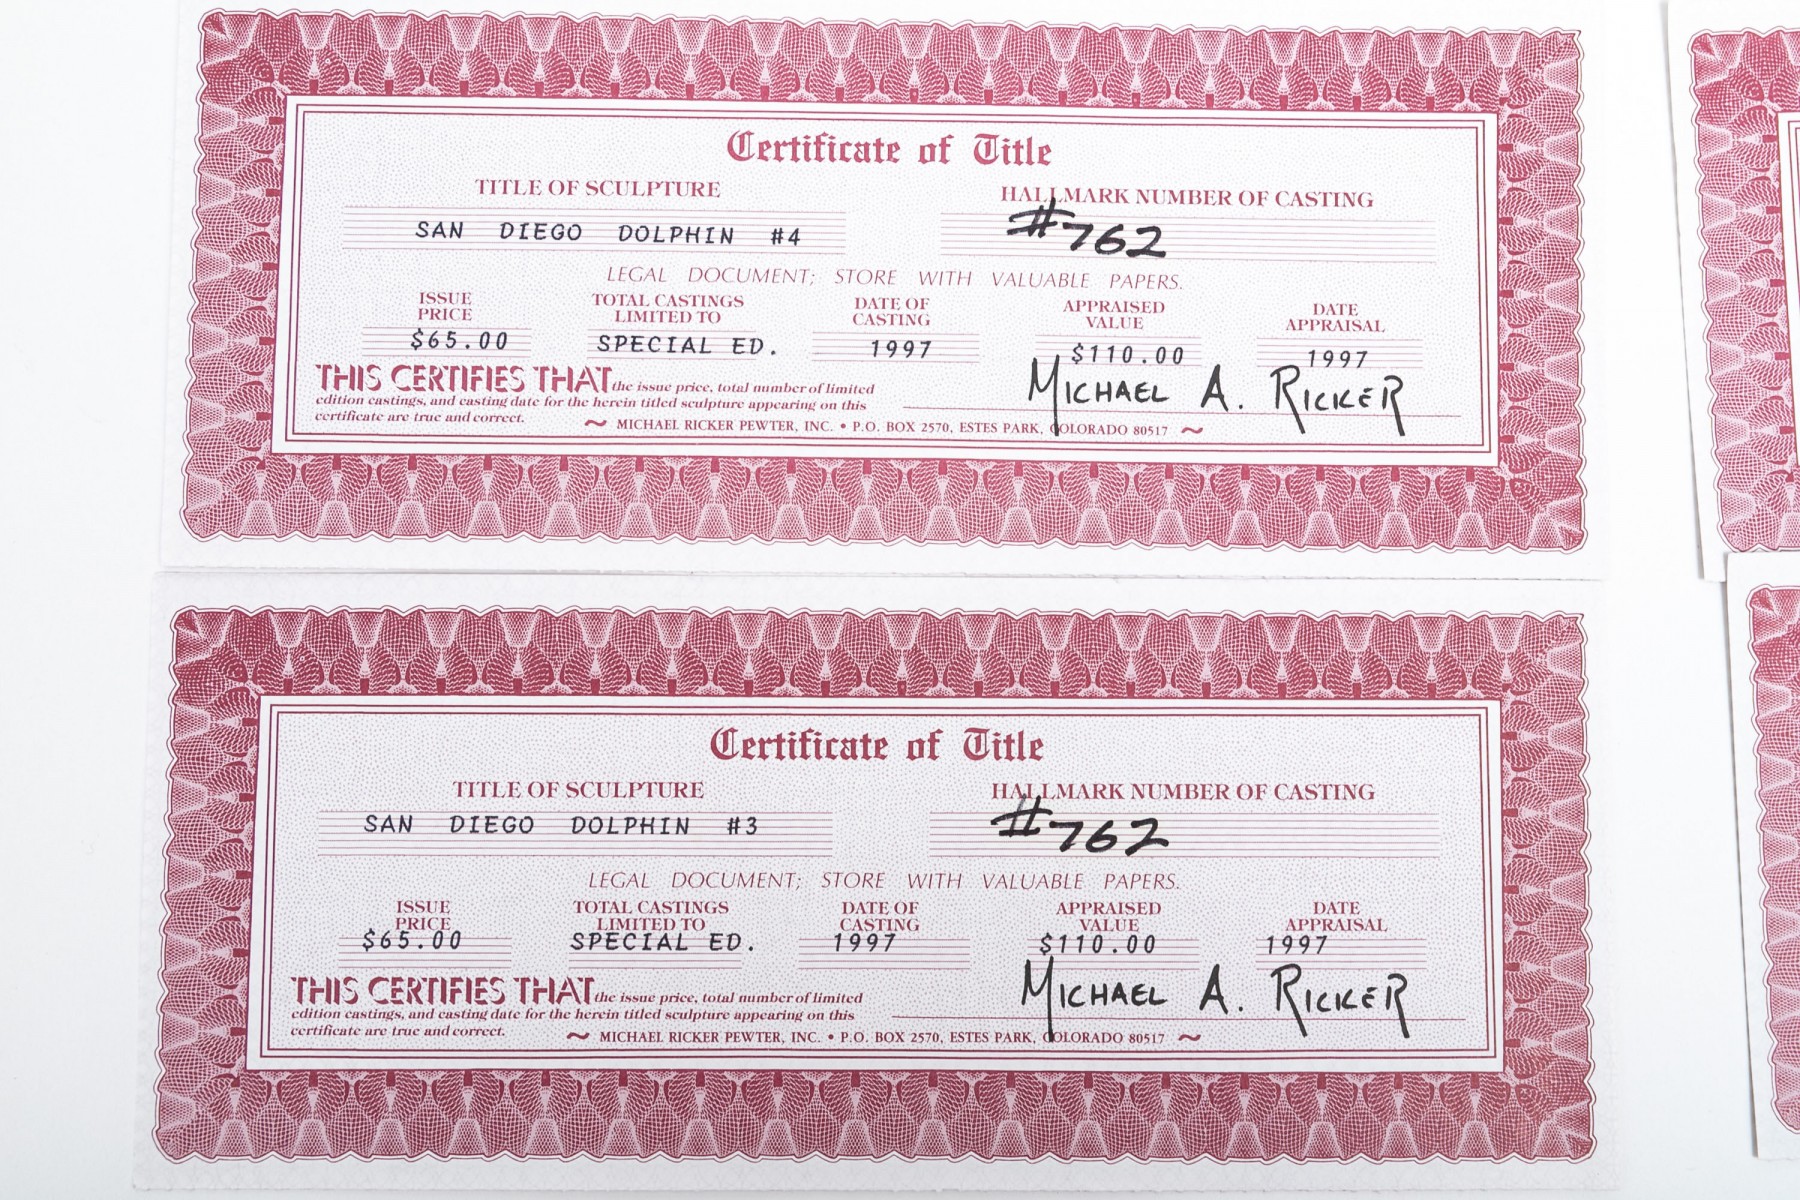 Certificate of Title
TITLE OF SCULPTURE
HALLMARK NUMBER OF CASTING
SAN DIEGO DOLPHIN #4
#762
LEGAL DOCUMENT; STORE WITH VALUABLE PAPERS.
ISSUE
PRICE
$65.00
TOTAL CASTINGS
LIMITED TO
SPECIAL ED.
DATE OF
CASTING
1997
APPRAISED
VALUE
$110.00
DATE
APPRAISAL
1997
THIS CERTIFIES THAT the issue price, total number of limited
edition castings, and casting date for the herein titled sculpture appearing on this
certificate are true and correct.
MICHAEL A. RICKER
~ MICHAEL RICKER PEWTER, INC. • P.O. BOX 2570, ESTES PARK, COLORADO 80517 ~
Certificate of Title
TITLE OF SCULPTURE
HALLMARK NUMBER OF CASTING
SAN DIEGO DOLPHIN #3
#762
LEGAL DOCUMENT; STORE WITH VALUABLE PAPERS.
ISSUE
PRICE
$65.00
TOTAL CASTINGS
LIMITED TO
SPECIAL ED.
DATE OF
CASTING
1997
APPRAISED
VALUE
$110.00
DATE
APPRAISAL
1997
THIS CERTIFIES THAT the issue price, total number of limited
edition castings, and casting date for the herein titled sculpture appearing on this
certificate are true and correct.
MICHAEL A. RICKER
~ MICHAEL RICKER PEWTER, INC. • P.O. BOX 2570, ESTES PARK, COLORADO 80517 ~